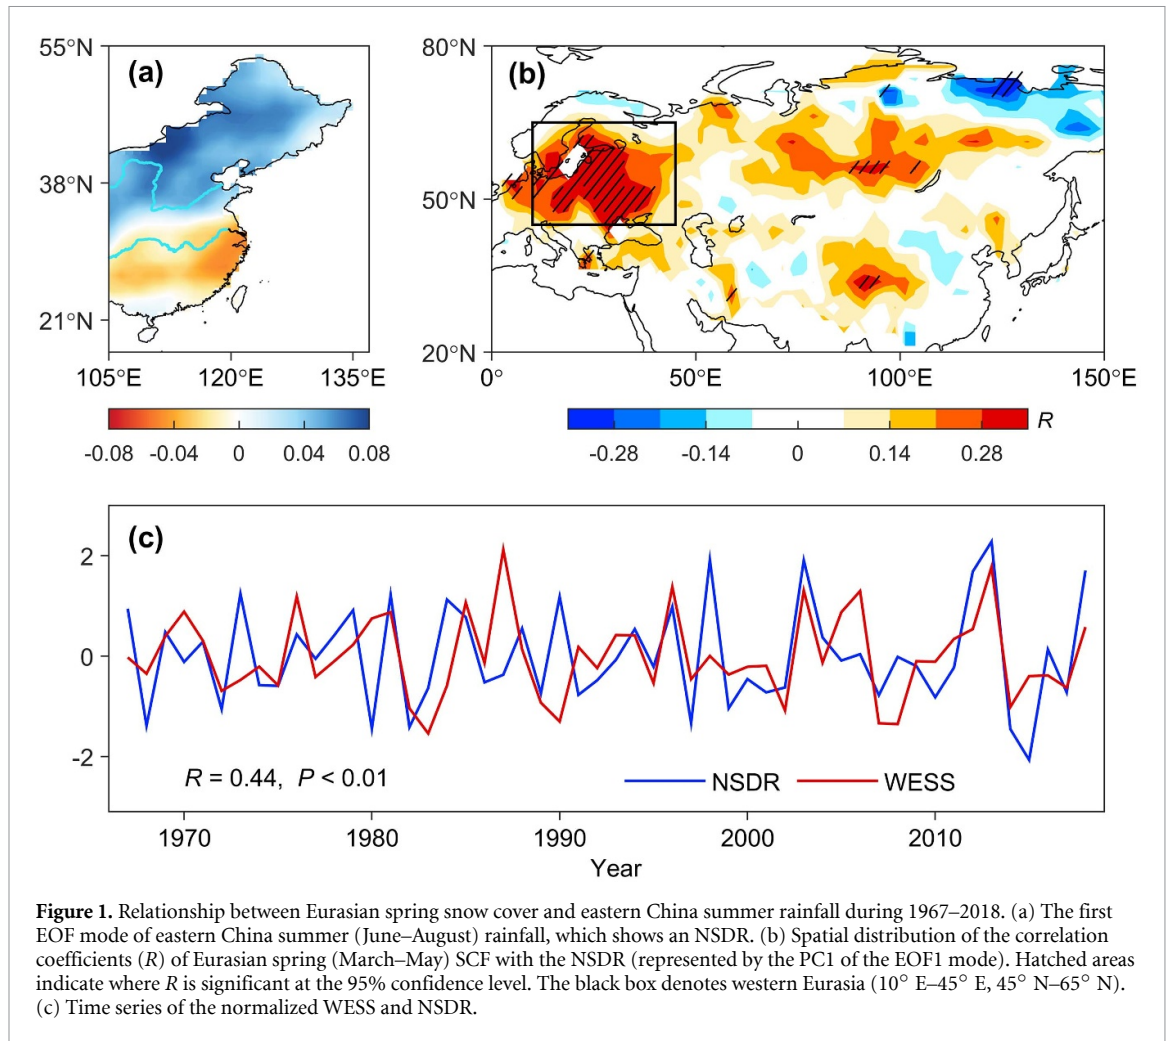 55°N
38°N
21°N
(a)
105°E 120°E 135°E
-0.08 -0.04 0 0.04 0.08
80°N
50°N
20°N
(b)
0° 50°E 100°E 150°E
-0.28 -0.14 0 0.14 0.28
R
(c)
2
0
-2
R = 0.44, P < 0.01
NSDR WESS
1970 1980 1990 2000 2010
Year
Figure 1. Relationship between Eurasian spring snow cover and eastern China summer rainfall during 1967–2018. (a) The first
EOF mode of eastern China summer (June–August) rainfall, which shows an NSDR. (b) Spatial distribution of the correlation
coefficients (R) of Eurasian spring (March–May) SCF with the NSDR (represented by the PC1 of the EOF1 mode). Hatched areas
indicate where R is significant at the 95% confidence level. The black box denotes western Eurasia (10° E–45° E, 45° N–65° N).
(c) Time series of the normalized WESS and NSDR.